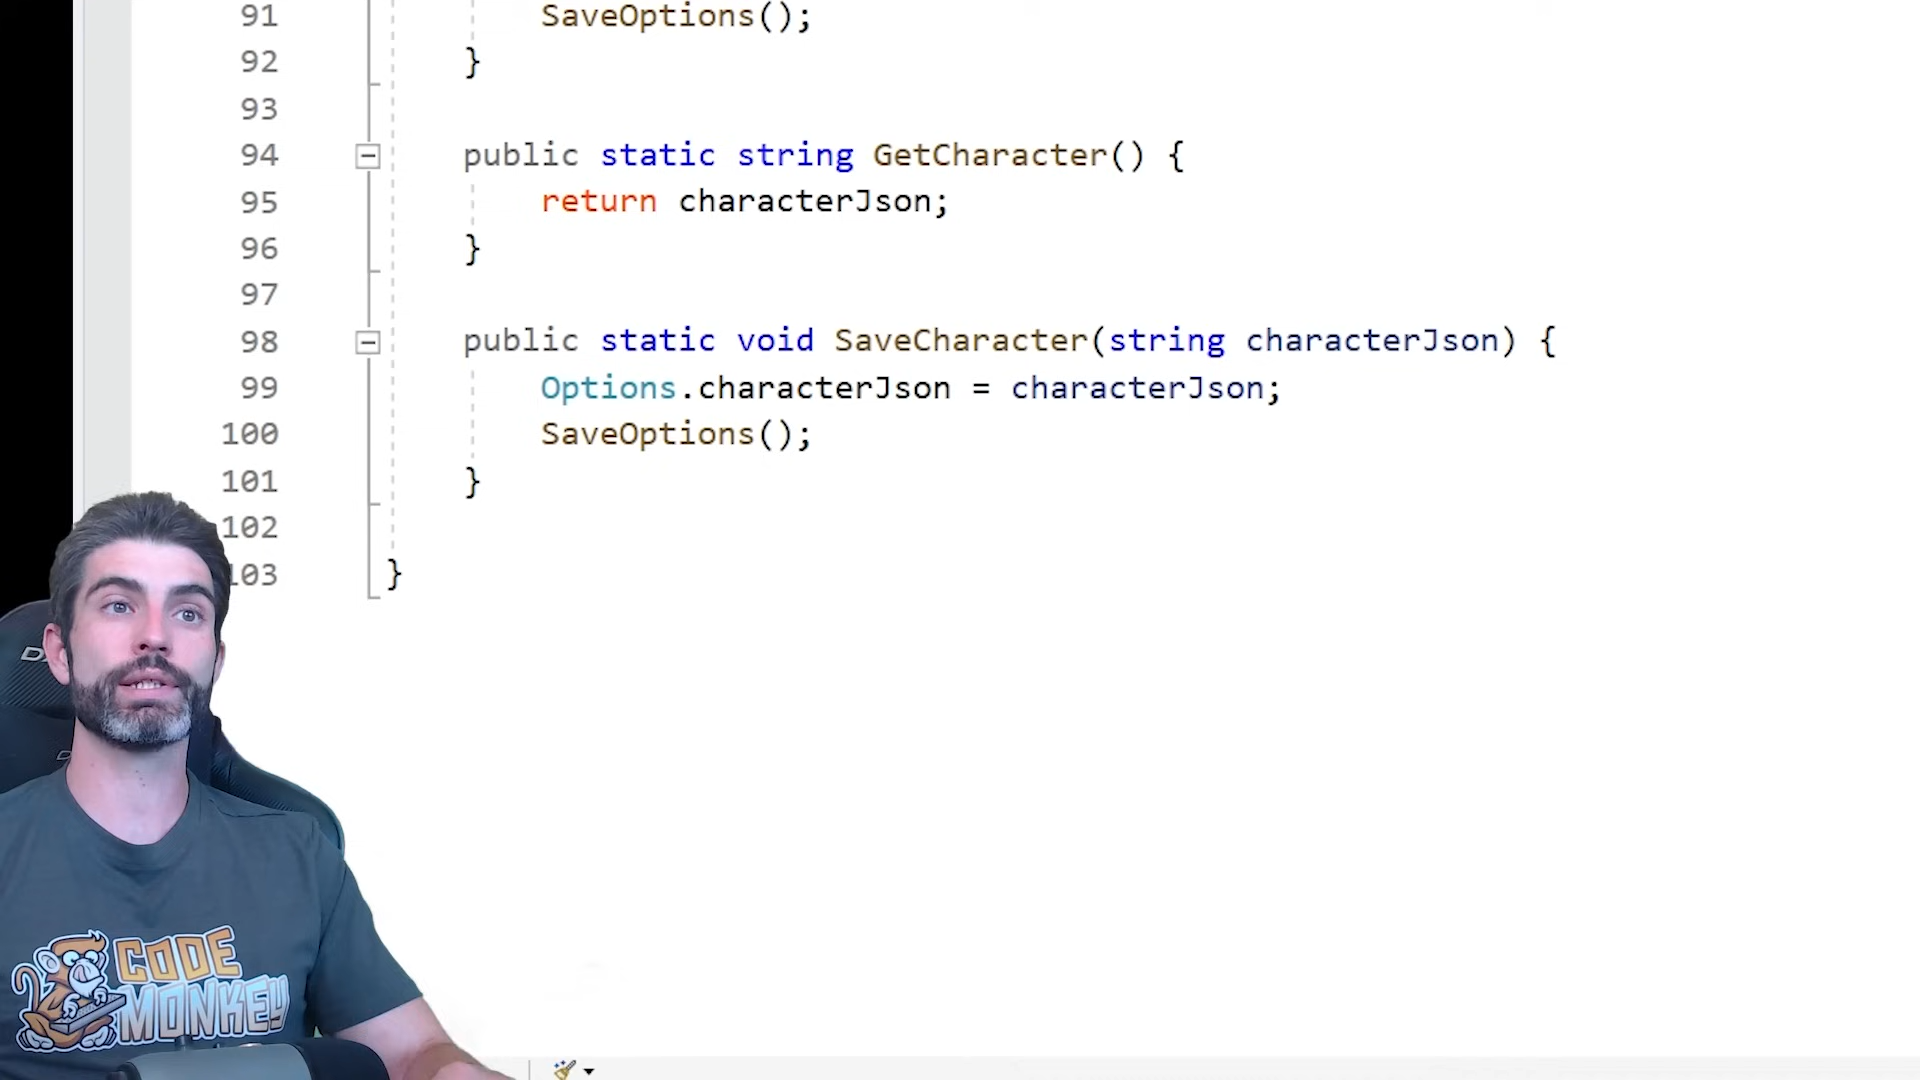 91 SaveOptions();
92 }
93
94 public static string GetCharacter() {
95 return characterJson;
96 }
97
98 public static void SaveCharacter(string characterJson) {
99 Options.characterJson = characterJson;
100 SaveOptions();
101 }
102
103 }
CODE
MONKEY